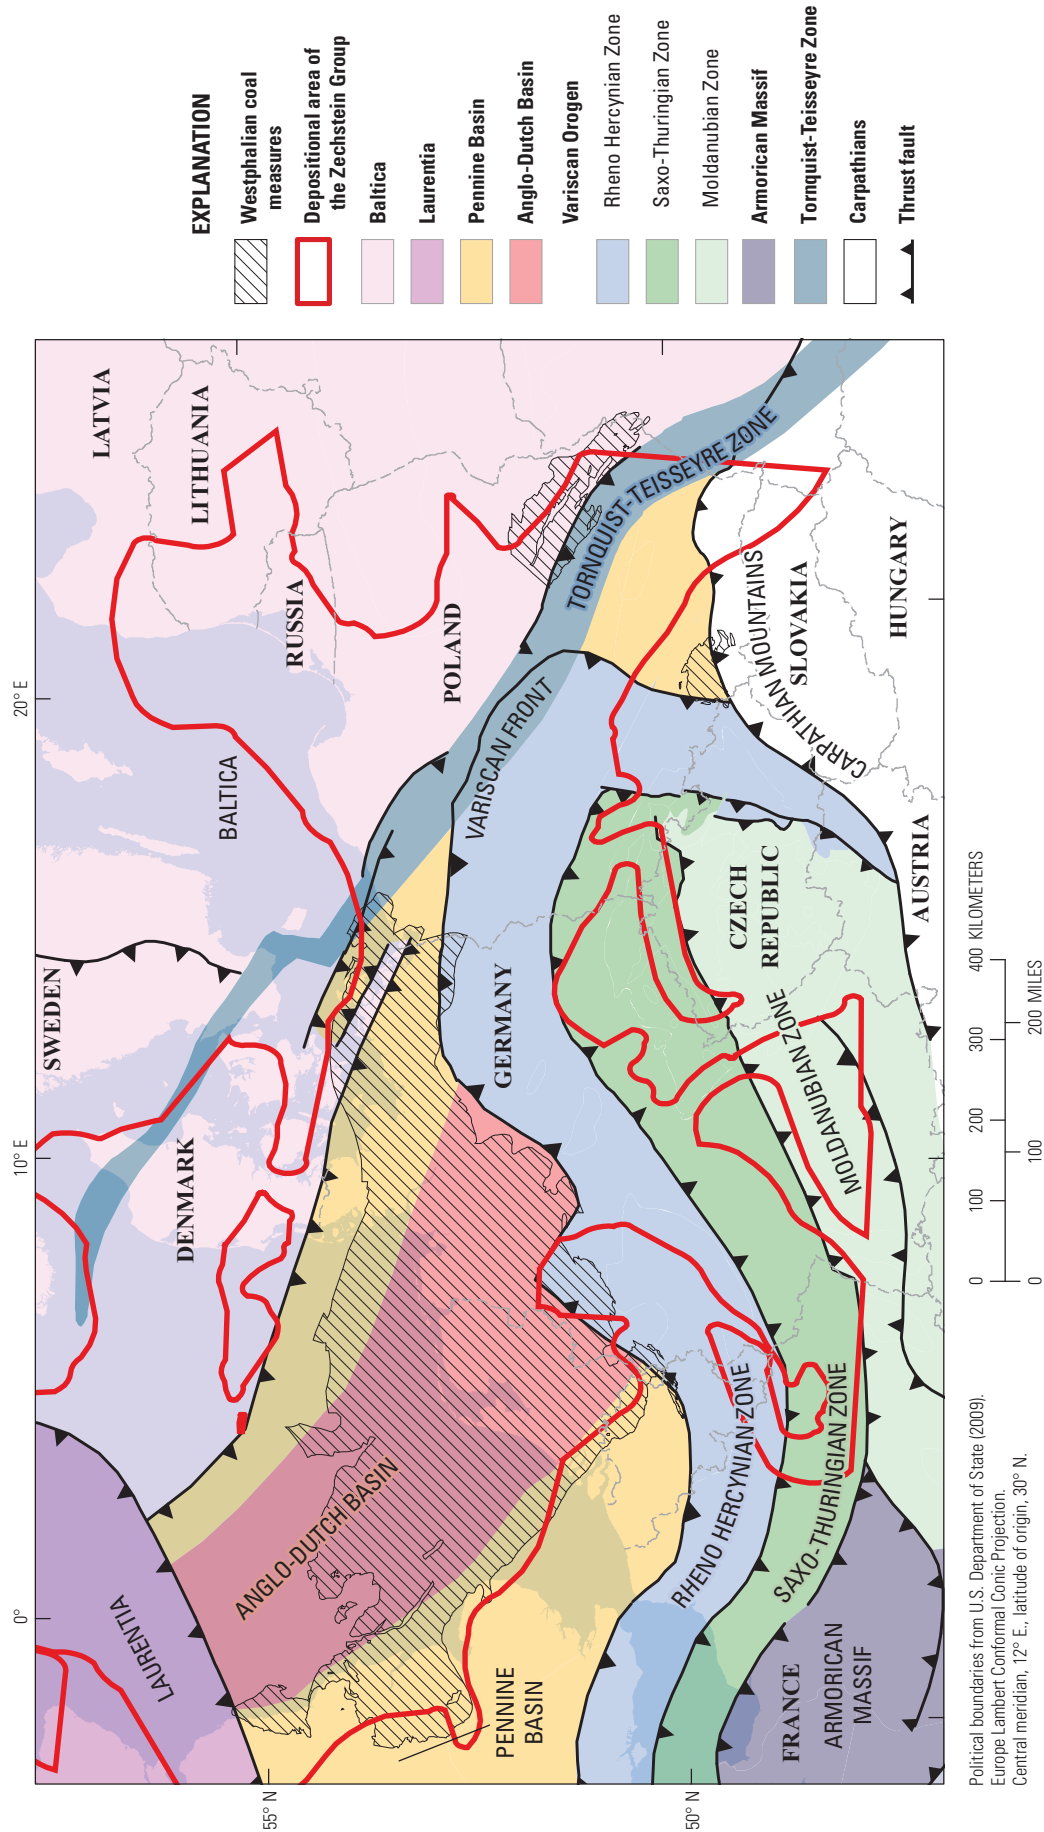 EXPLANATION
Westphalian coal
measures
Depositional area of
the Zechstein Group
Baltica
Laurentia
Pennine Basin
Anglo-Dutch Basin
Variscan Orogen
Rheno Hercynian Zone
Saxo-Thuringian Zone
Moldanubian Zone
Armorican Massif
Tornquist-Teisseyre Zone
Carpathians
Thrust fault
0°
10° E
20° E
55° N
50° N
LAURENTIA
SWEDEN
DENMARK
BALTICA
LATVIA
LITHUANIA
RUSSIA
POLAND
TORNQUIST-TEISSEYRE ZONE
VARISCAN FRONT
ANGLO-DUTCH BASIN
GERMANY
PENNINE
BASIN
RHENO HERCYNIAN ZONE
SAXO-THURINGIAN ZONE
MOLDANUBIAN ZONE
CZECH
REPUBLIC
CARPATHIAN MOUNTAINS
SLOVAKIA
HUNGARY
AUSTRIA
FRANCE
ARMORICAN
MASSIF
Political boundaries from U.S. Department of State (2009).
Europe Lambert Conformal Conic Projection.
Central meridian, 12° E., latitude of origin, 30° N.
0 100 200 300 400 KILOMETERS
0 100 200 MILES